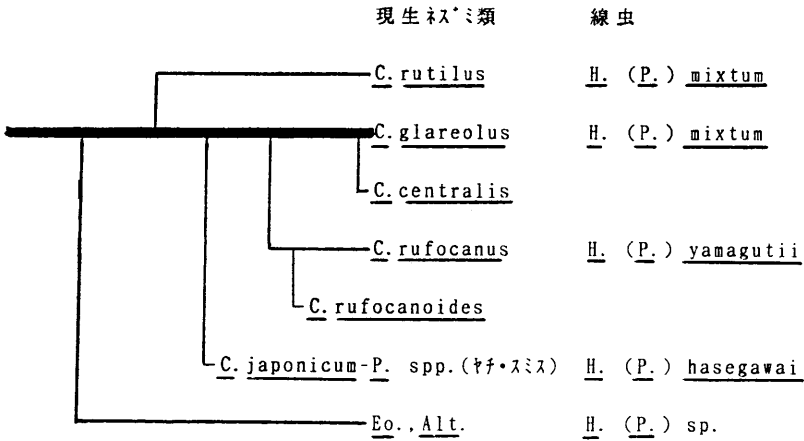 現生ネズミ類 線虫
C. rutilus H. (P.) mixtum
C. glareolus H. (P.) mixtum
C. centralis
C. rufocanus H. (P.) yamagutii
C. rufocanoides
C. japonicum-P. spp.(ヤチ・スミス) H. (P.) hasegawai
Eo.,Alt. H. (P.) sp.